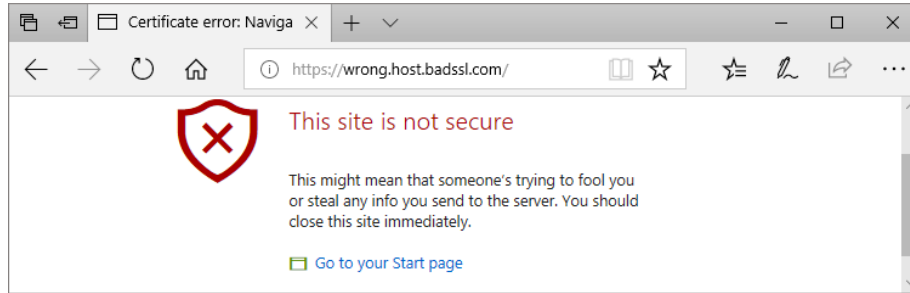 Certificate error: Naviga
https://wrong.host.badssl.com/
This site is not secure
This might mean that someone's trying to fool you
or steal any info you send to the server. You should
close this site immediately.
Go to your Start page